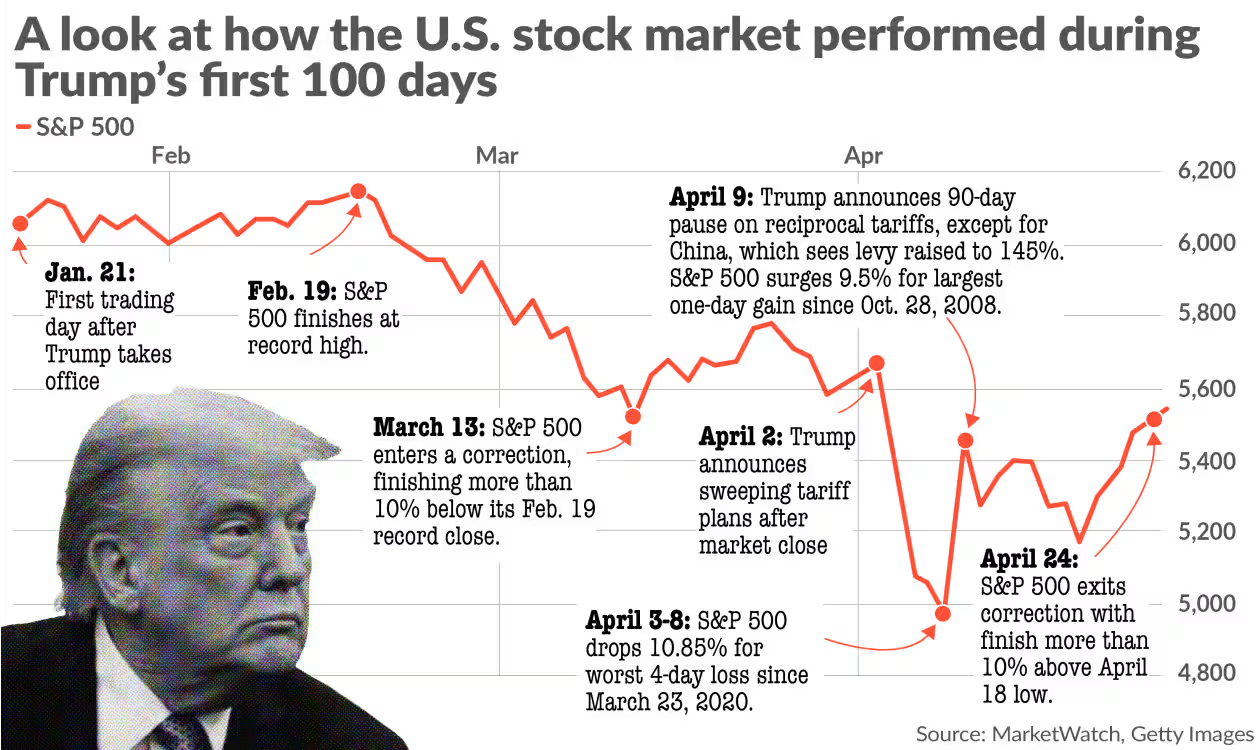 A look at how the U.S. stock market performed during
Trump’s first 100 days
S&P 500
Feb
Mar
Apr
6,200
6,000
5,800
5,600
5,400
5,200
5,000
4,800
Jan. 21:
First trading
day after
Trump takes
office
Feb. 19: S&P
500 finishes at
record high.
March 13: S&P 500
enters a correction,
finishing more than
10% below its Feb. 19
record close.
April 2: Trump
announces
sweeping tariff
plans after
market close
April 3-8: S&P 500
drops 10.85% for
worst 4-day loss since
March 23, 2020.
April 9: Trump announces 90-day
pause on reciprocal tariffs, except for
China, which sees levy raised to 145%.
S&P 500 surges 9.5% for largest
one-day gain since Oct. 28, 2008.
April 24:
S&P 500 exits
correction with
finish more than
10% above April
18 low.
Source: MarketWatch, Getty Images